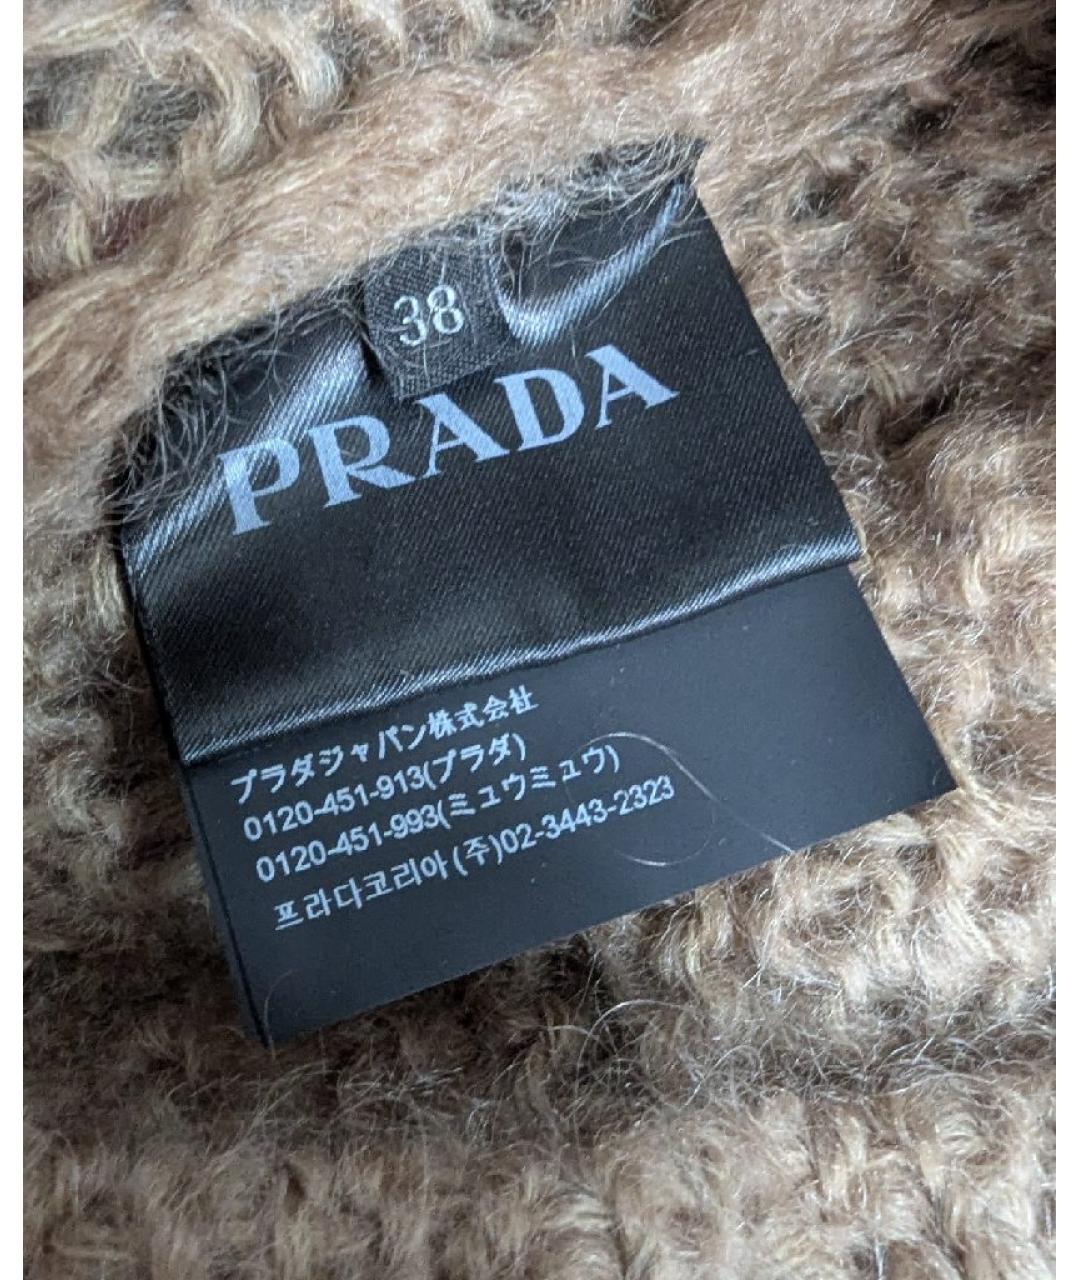 38
PRADA
プラダジャパン株式会社
0120-451-913(プラダ)
0120-451-993(ミュウミュウ)
프라다코리아(주)02-3443-2323